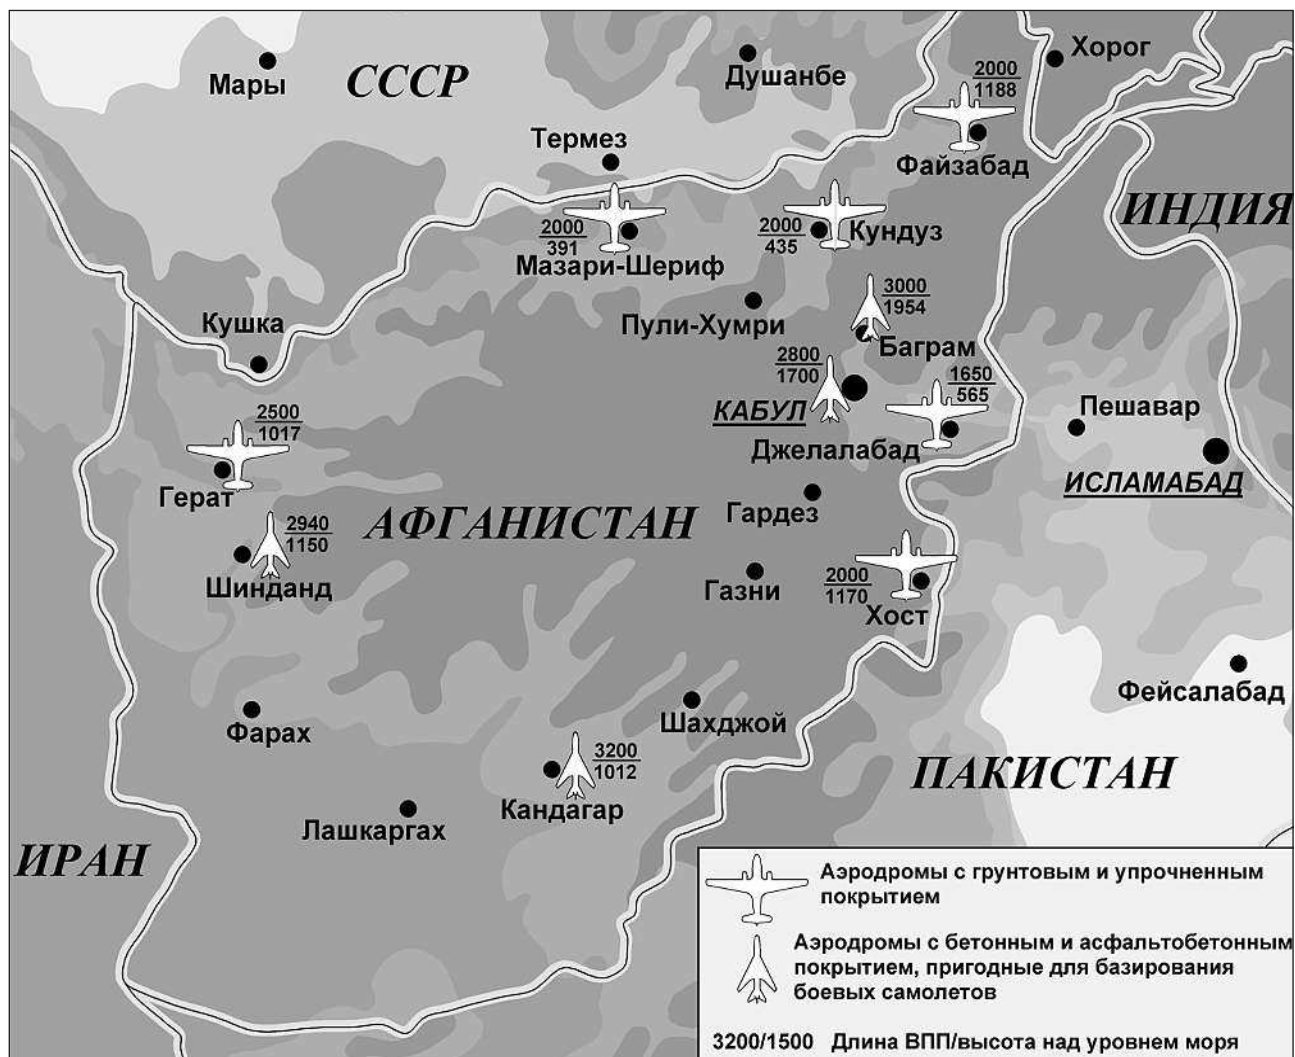 Мары
СССР
Душанбе
Хорог
2000
1188
Файзабад
Термез
ИНДИЯ
2000
391
Мазари-Шериф
2000
435
Кундуз
Кушка
Пули-Хумри
3000
1954
Баграм
2800
1700
КАБУЛ
1650
565
Джелалабад
Пешавар
ИСЛАМАБАД
2500
1017
Герат
АФГАНИСТАН
Гардез
2940
1150
Шинданд
Газни
2000
1170
Хост
Фейсалабад
Фарах
Шахджой
3200
1012
Кандагар
ПАКИСТАН
Лашкаргах
ИРАН
Аэродромы с грунтовым и упрочненным
покрытием
Аэродромы с бетонным и асфальтобетонным
покрытием, пригодные для базирования
боевых самолетов
3200/1500 Длина ВПП/высота над уровнем моря